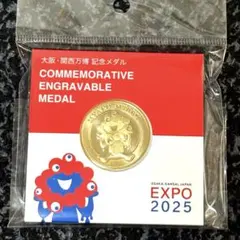 大阪・関西万博 記念メダル
COMMEMORATIVE
ENGRAVABLE
MEDAL
OSAKA, KANSAI, JAPAN
EXPO
2025